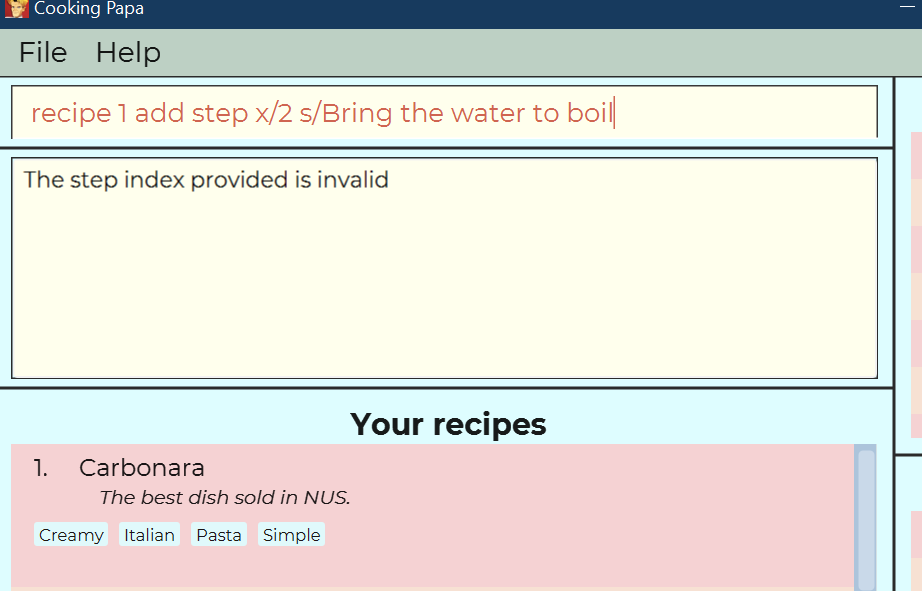 Cooking Papa
File Help
recipe 1 add step x/2 s/Bring the water to boil
The step index provided is invalid
Your recipes
1. Carbonara
The best dish sold in NUS.
Creamy Italian Pasta Simple